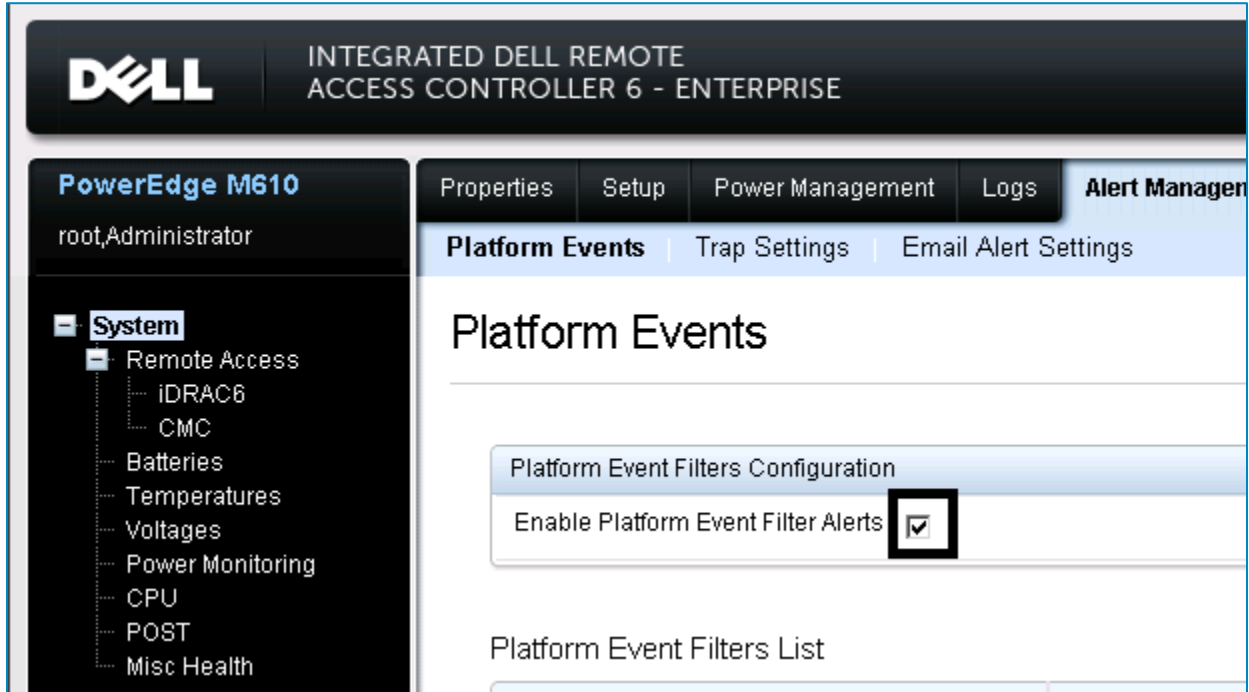 DELL
INTEGRATED DELL REMOTE
ACCESS CONTROLLER 6 - ENTERPRISE
PowerEdge M610
root,Administrator
Properties Setup Power Management Logs Alert Managem
Platform Events Trap Settings Email Alert Settings
System
Remote Access
iDRAC6
CMC
Batteries
Temperatures
Voltages
Power Monitoring
CPU
POST
Misc Health
Platform Events
Platform Event Filters Configuration
Enable Platform Event Filter Alerts
Platform Event Filters List